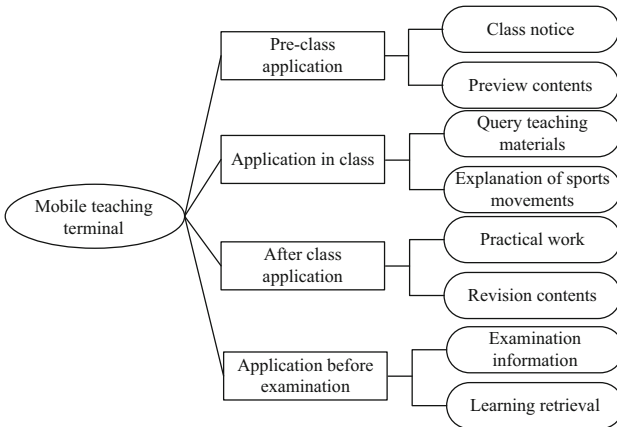 Mobile teaching
terminal
Pre-class
application
Class notice
Preview contents
Application in class
Query teaching
materials
Explanation of sports
movements
After class
application
Practical work
Revision contents
Application before
examination
Examination
information
Learning retrieval